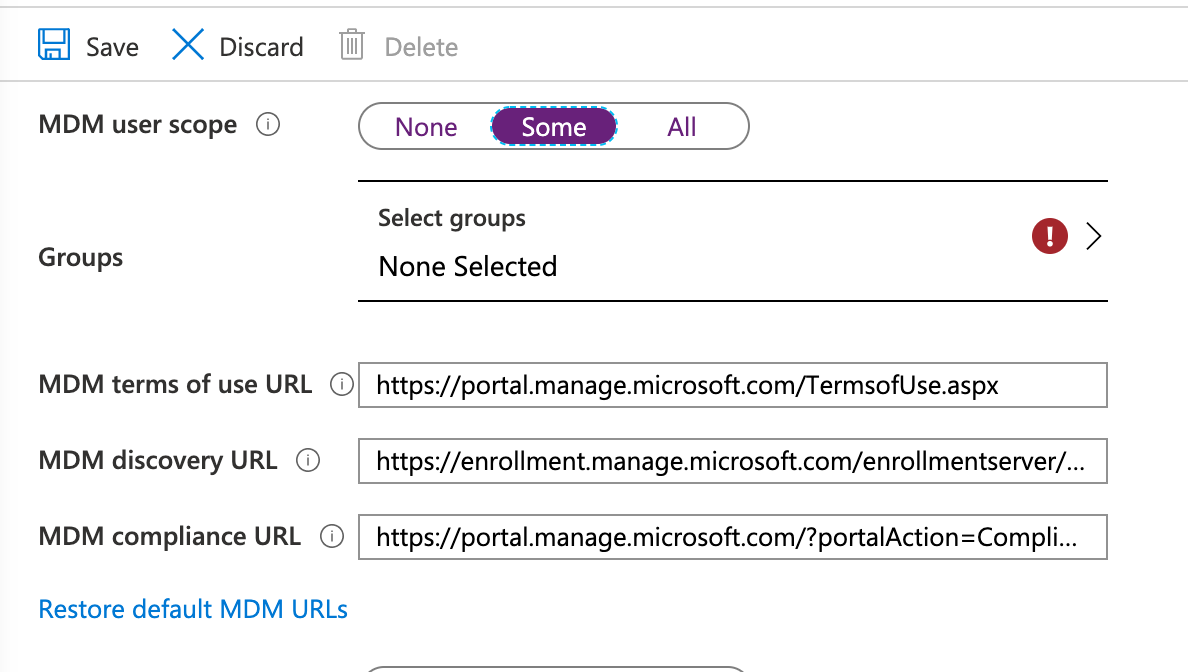 Save Discard Delete
MDM user scope None Some All
Select groups
Groups
None Selected
MDM terms of use URL https://portal.manage.microsoft.com/TermsofUse.aspx
MDM discovery URL https://enrollment.manage.microsoft.com/enrollmentserver/...
MDM compliance URL https://portal.manage.microsoft.com/?portalAction=Compli...
Restore default MDM URLs